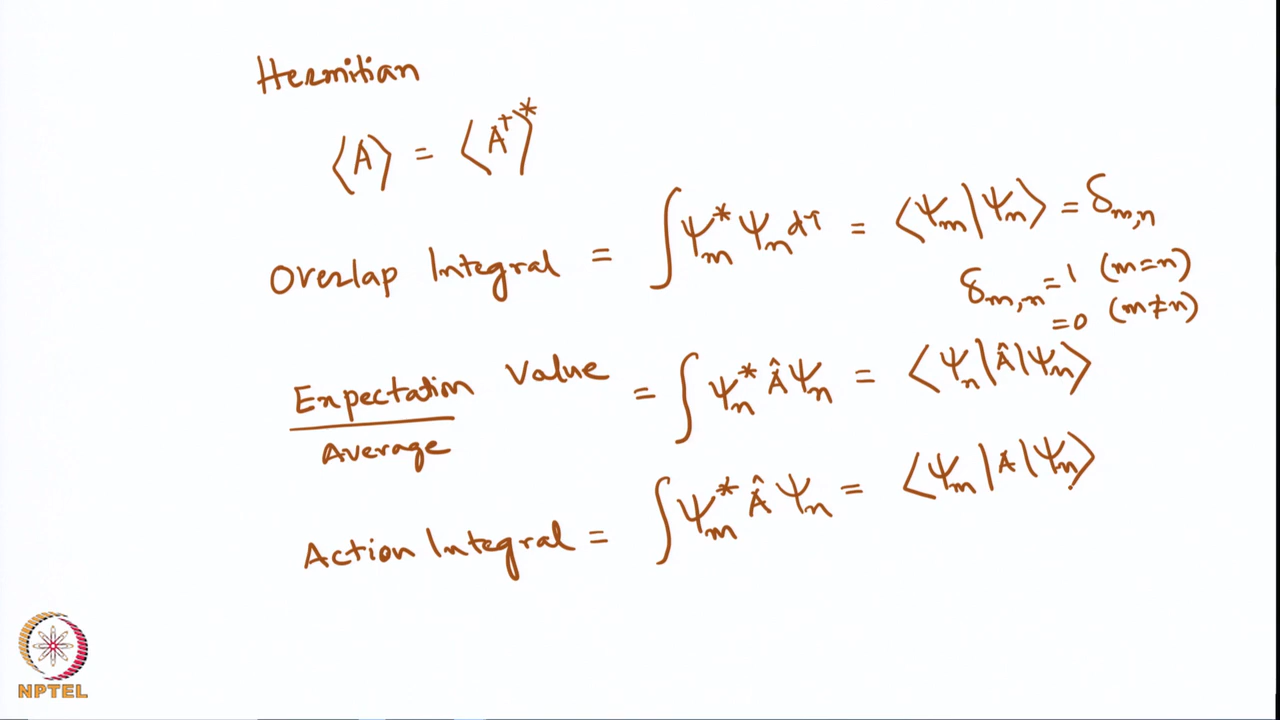 Hermitian
⟨A⟩ = ⟨A†⟩*
Overlap Integral = ∫ Ψₘ* Ψₙ dτ = ⟨Ψₘ|Ψₙ⟩ = δₘ,ₙ
δₘ,ₙ = 1 (m=n)
= 0 (m≠n)
Expectation Value = ∫ Ψₙ* Â Ψₙ = ⟨Ψₙ|Â|Ψₙ⟩
Average
Action Integral = ∫ Ψₘ* Â Ψₙ = ⟨Ψₘ|A|Ψₙ⟩
NPTEL